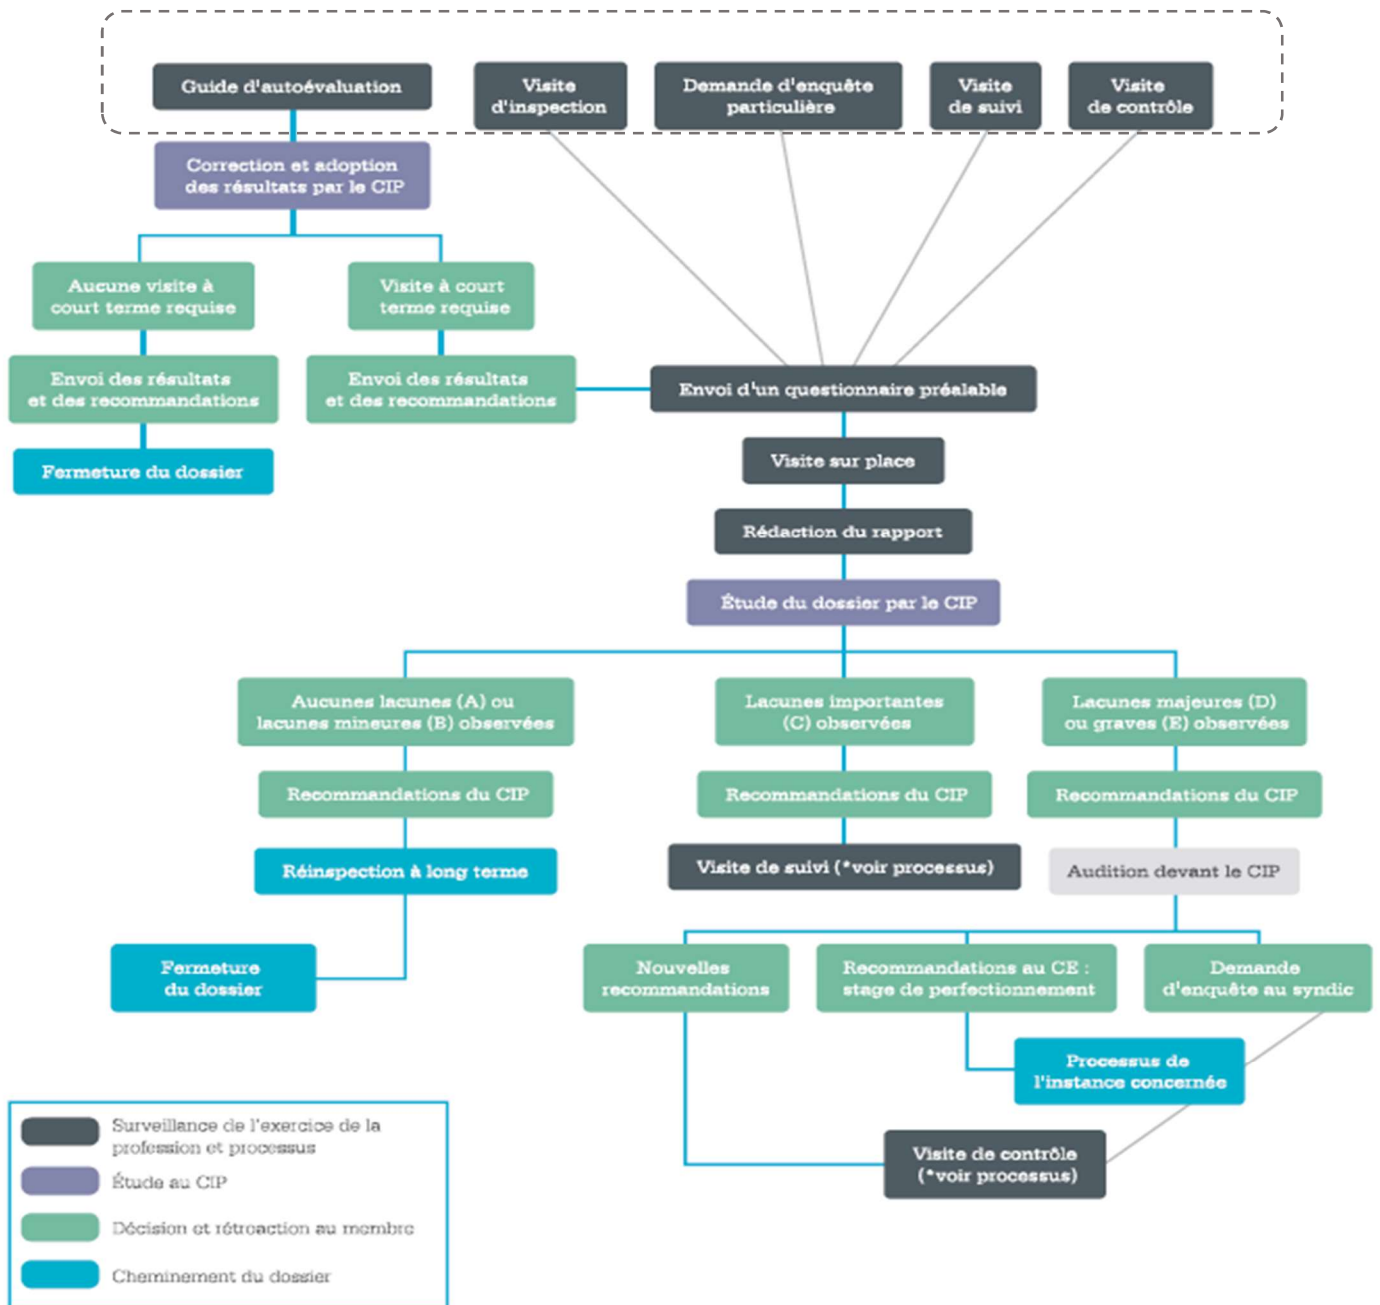 Guide d'autoévaluation
Visite
d'inspection
Demande d'enquête
particulière
Visite
de suivi
Visite
de contrôle
Correction et adoption
des résultats par le CIP
Aucune visite à
court terme requise
Visite à court
terme requise
Envoi des résultats
et des recommandations
Envoi des résultats
et des recommandations
Envoi d'un questionnaire préalable
Fermeture du dossier
Visite sur place
Rédaction du rapport
Étude du dossier par le CIP
Aucunes lacunes (A) ou
lacunes mineures (B) observées
Lacunes importantes
(C) observées
Lacunes majeures (D)
ou graves (E) observées
Recommandations du CIP
Recommandations du CIP
Recommandations du CIP
Réinspection à long terme
Visite de suivi (*voir processus)
Audition devant le CIP
Fermeture
du dossier
Nouvelles
recommandations
Recommandations au CE :
stage de perfectionnement
Demande
d'enquête au syndic
Processus de
l'instance concernée
Visite de contrôle
(*voir processus)
Surveillance de l'exercice de la
profession et processus
Étude au CIP
Décision et rétroaction au membre
Cheminement du dossier